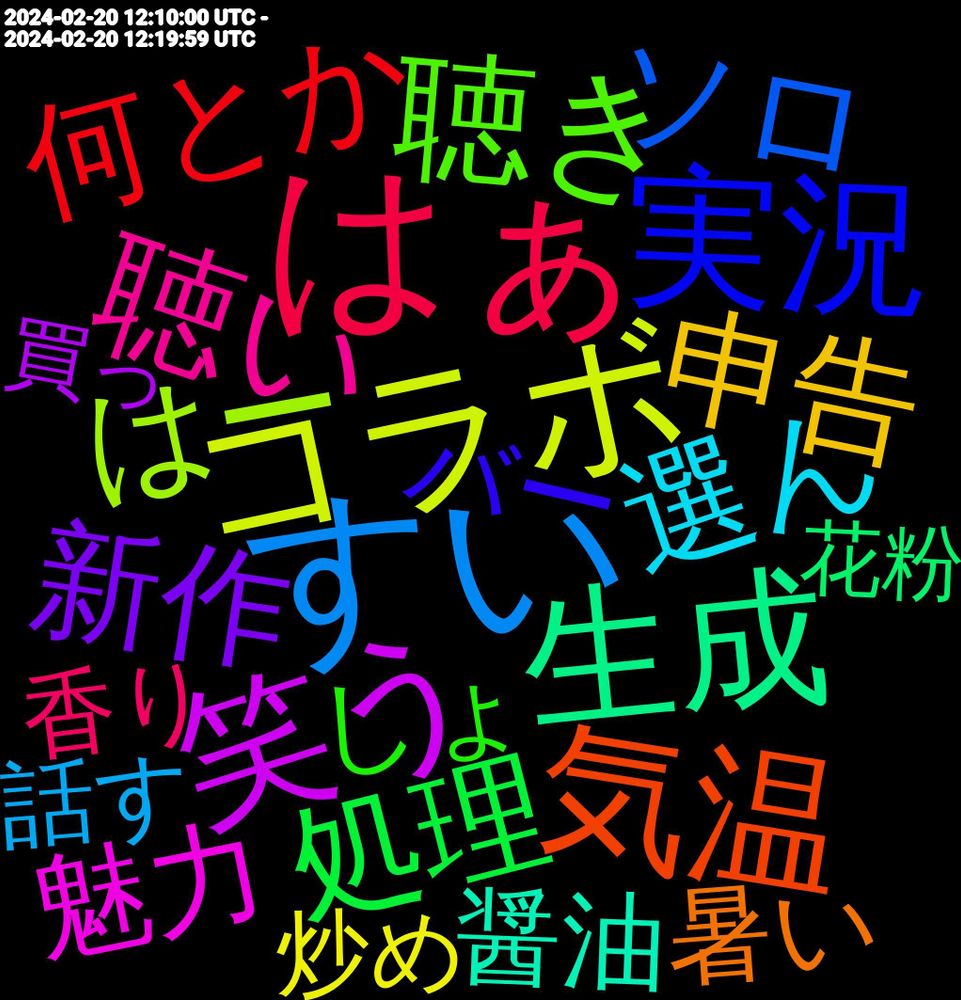 2024-02-20 12:10:00 UTC -
2024-02-20 12:19:59 UTC
何とか
聴き
ソロ
はぁ
実況
聴い
申告
買っ
は
コラボ
バー
選ん
すい
新作
花粉
生成
笑う
香り
しょ
気温
話す
処理
魅力
醤油
暑い
炒め